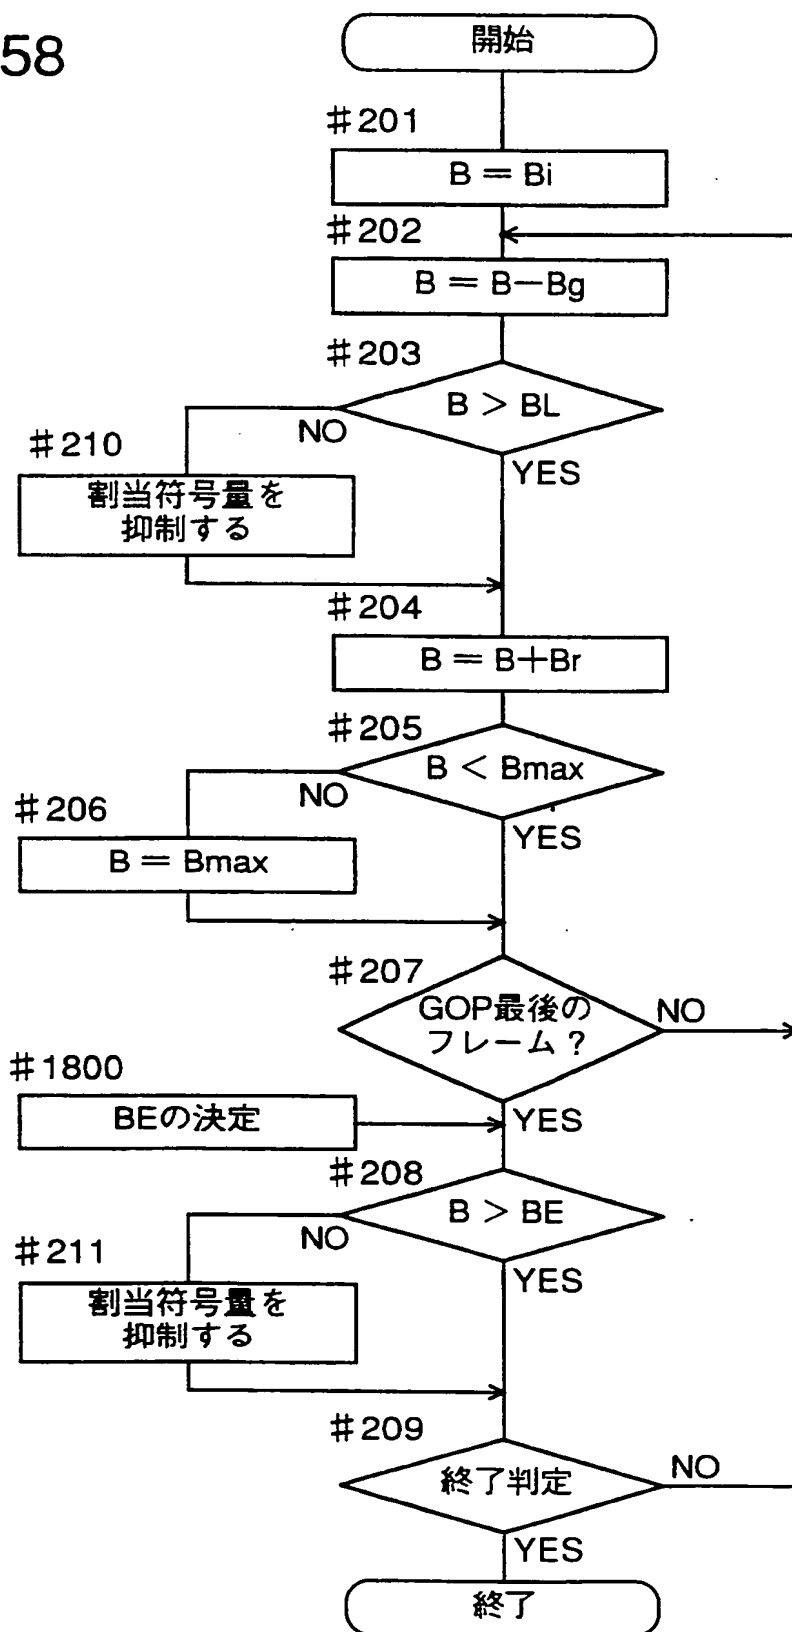 58
開始
#201
B = Bi
#202
B = B−Bg
#203
B > BL
NO
YES
#210
割当符号量を
抑制する
#204
B = B+Br
#205
B < Bmax
NO
YES
#206
B = Bmax
#207
GOP最後の
フレーム?
NO
YES
#1800
BEの決定
#208
B > BE
NO
YES
#211
割当符号量を
抑制する
#209
終了判定
NO
YES
終了